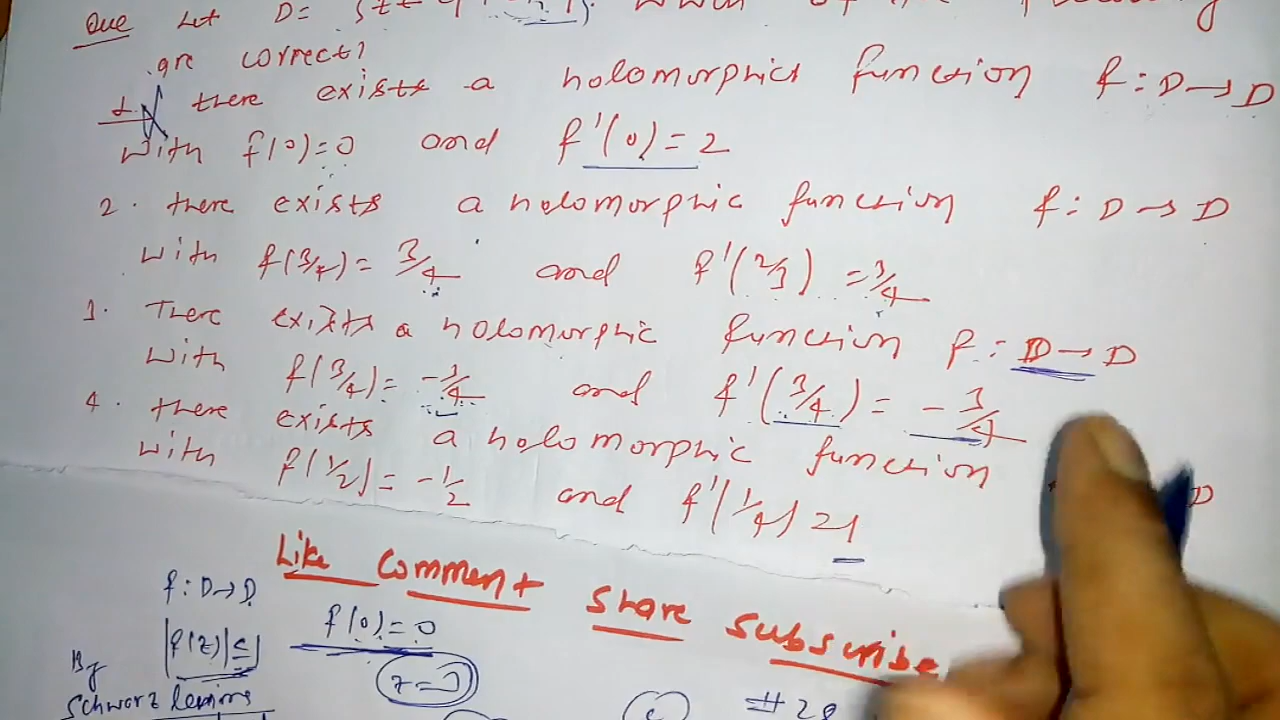 Que Let D=
are correct?
1. there exists a holomorphics function f: D→D
with f(0)=0 and f'(0)=2
2. there exists a holomorphic function f: D→D
with f(3/4)= 3/4 and f'(2/3) = 3/4
3. There exists a holomorphic function f: D→D
with f(3/4)= -3/4 and f'(3/4) = -3/4
4. there exists a holomorphic function D
with f(1/2)= -1/2 and f'(1/4)=1
Like Comment share subscribe
f: D→D
|f(z)|≤1 f(0)=0
By
Schwarz lemma
# 28